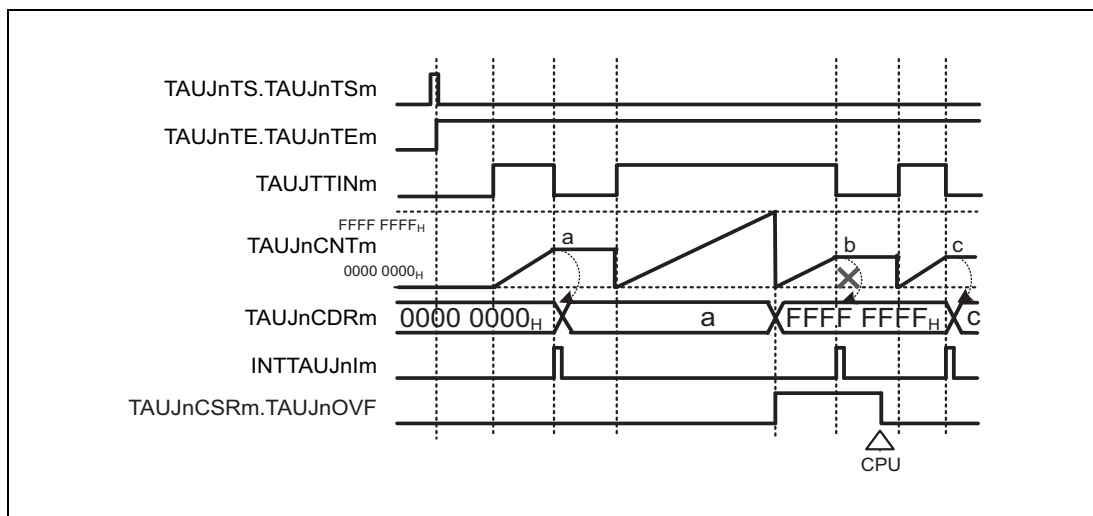 TAUJnTS.TAUJnTSm
TAUJnTE.TAUJnTEm
TAUJTTINm
FFFF FFFFH
TAUJnCNTm
a
b
c
0000 0000H
TAUJnCDRm
0000 0000H
a
FFFF FFFFH
c
INTTAUJnIm
TAUJnCSRm.TAUJnOVF
CPU